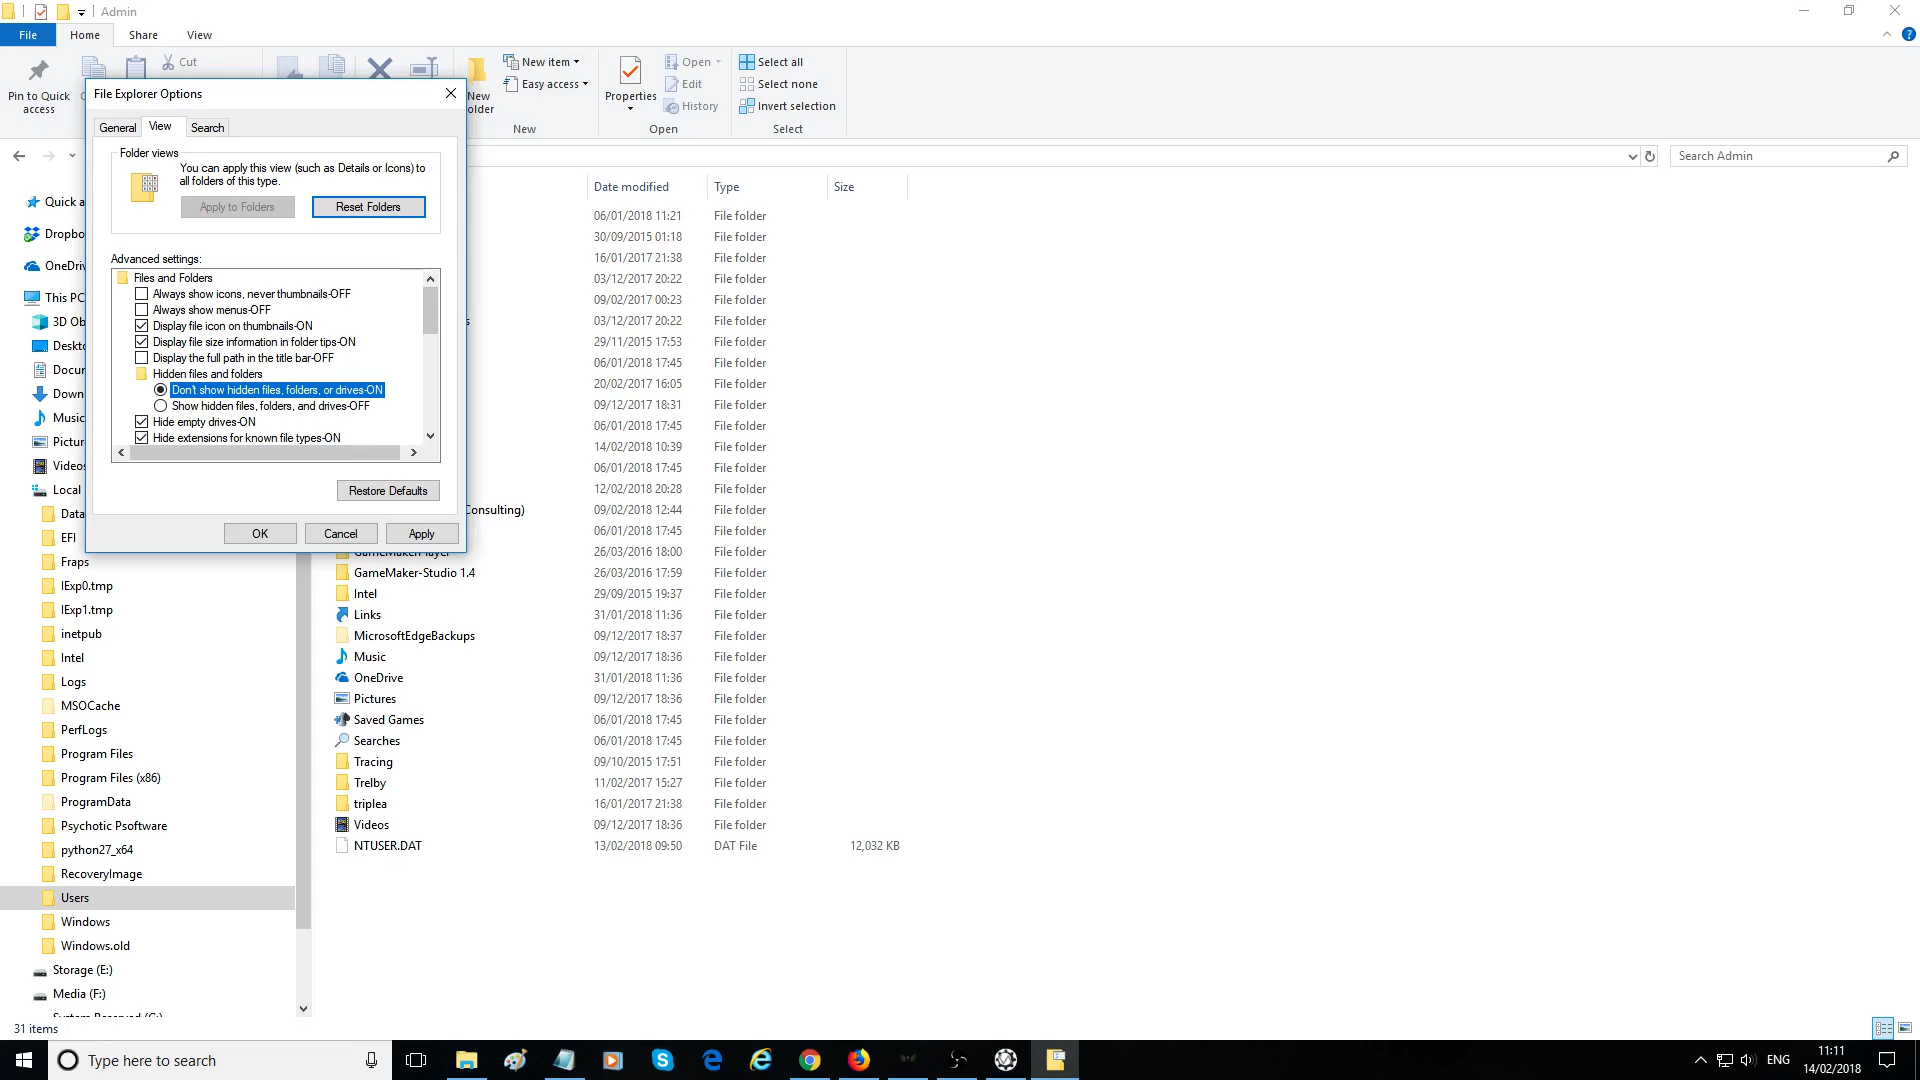 Admin
File
Home
Share
View
Pin to Quick
access
Cut
New
older
New item
Easy access
New
Properties
Open
Edit
History
Open
Select all
Select none
Invert selection
Select
File Explorer Options
General
View
Search
Folder views
You can apply this view (such as Details or Icons) to
all folders of this type.
Apply to Folders
Reset Folders
Advanced settings:
Files and Folders
Always show icons, never thumbnails-OFF
Always show menus-OFF
Display file icon on thumbnails-ON
Display file size information in folder tips-ON
Display the full path in the title bar-OFF
Hidden files and folders
Don't show hidden files, folders, or drives-ON
Show hidden files, folders, and drives-OFF
Hide empty drives-ON
Hide extensions for known file types-ON
Restore Defaults
OK
Cancel
Apply
Search Admin
Quick a
Dropbo
OneDriv
This PC
3D Ob
Deskto
Docur
Down
Music
Pictur
Videos
Local
Data
EFI
Fraps
IExp0.tmp
IExp1.tmp
inetpub
Intel
Logs
MSOCache
PerfLogs
Program Files
Program Files (x86)
ProgramData
Psychotic Psoftware
python27_x64
RecoveryImage
Users
Windows
Windows.old
Storage (E:)
Media (F:)
Date modified Type Size
06/01/2018 11:21 File folder
30/09/2015 01:18 File folder
16/01/2017 21:38 File folder
03/12/2017 20:22 File folder
09/02/2017 00:23 File folder
s 03/12/2017 20:22 File folder
29/11/2015 17:53 File folder
06/01/2018 17:45 File folder
20/02/2017 16:05 File folder
09/12/2017 18:31 File folder
06/01/2018 17:45 File folder
14/02/2018 10:39 File folder
06/01/2018 17:45 File folder
12/02/2018 20:28 File folder
Consulting) 09/02/2018 12:44 File folder
06/01/2018 17:45 File folder
GameMakerPlayer 26/03/2016 18:00 File folder
GameMaker-Studio 1.4 26/03/2016 17:59 File folder
Intel 29/09/2015 19:37 File folder
Links 31/01/2018 11:36 File folder
MicrosoftEdgeBackups 09/12/2017 18:37 File folder
Music 09/12/2017 18:36 File folder
OneDrive 31/01/2018 11:36 File folder
Pictures 09/12/2017 18:36 File folder
Saved Games 06/01/2018 17:45 File folder
Searches 06/01/2018 17:45 File folder
Tracing 09/10/2015 17:51 File folder
Trelby 11/02/2017 15:27 File folder
triplea 16/01/2017 21:38 File folder
Videos 09/12/2017 18:36 File folder
NTUSER.DAT 13/02/2018 09:50 DAT File 12,032 KB
31 items
Type here to search
ENG
11:11
14/02/2018